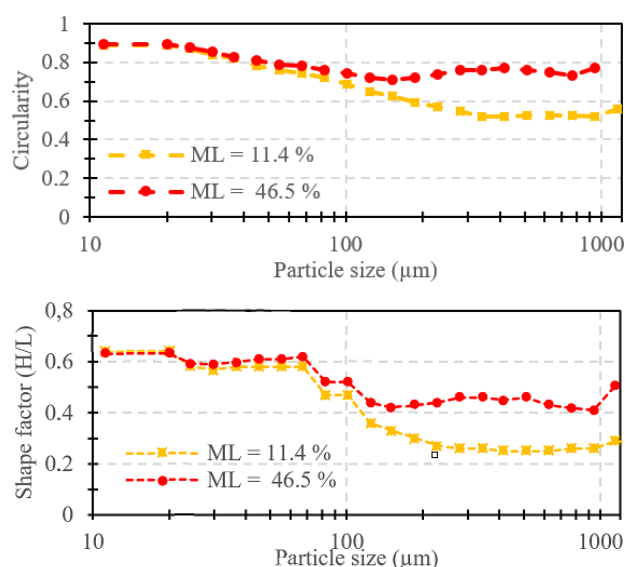 1
0.8
0.6
0.4
0.2
0
Circularity
ML = 11.4 %
ML = 46.5 %
10
100
1000
Particle size (µm)
0,8
0.6
0.4
0.2
0
Shape factor (H/L)
ML = 11.4 %
ML = 46.5 %
10
100
1000
Particle size (µm)